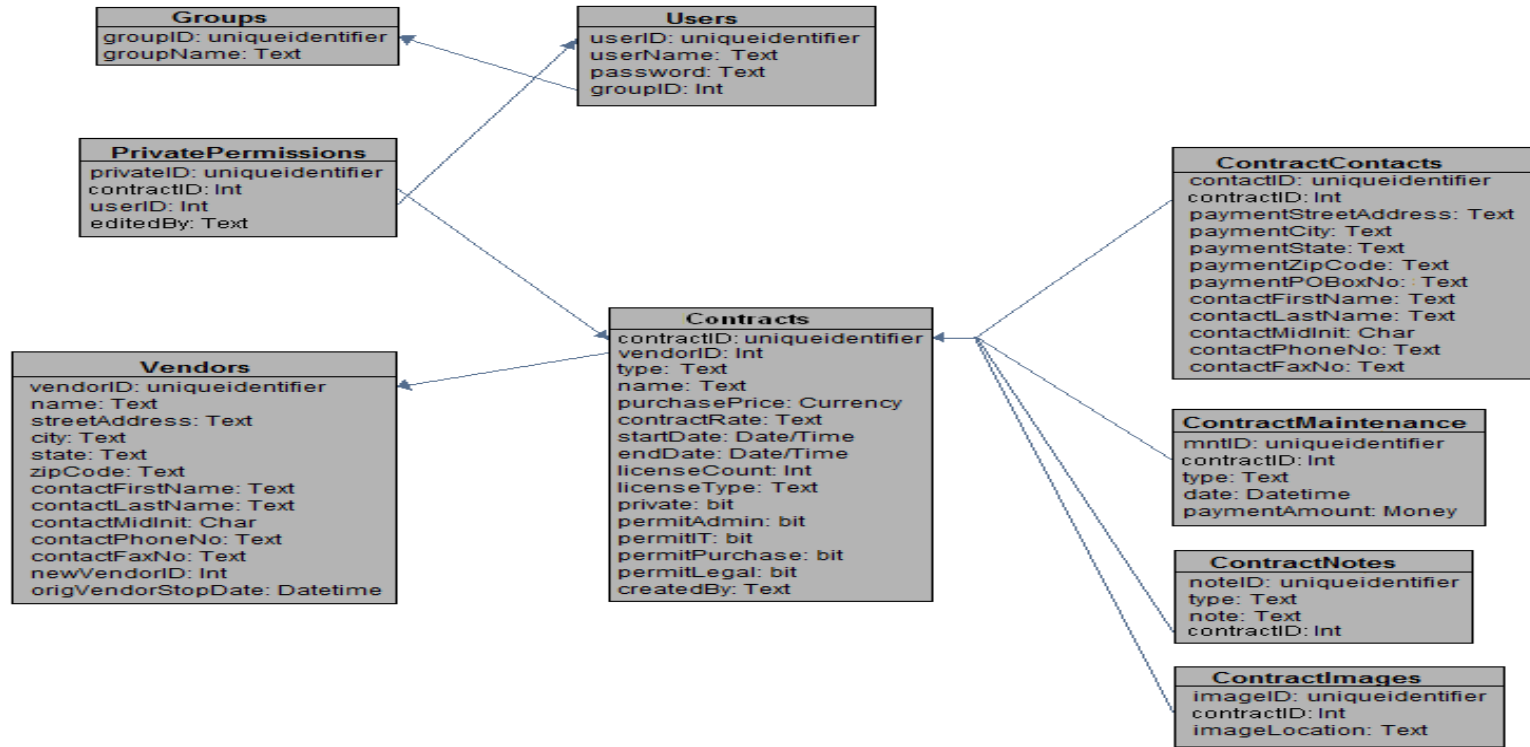 Groups
groupID: uniqueidentifier
groupName: Text
Users
userID: uniqueidentifier
userName: Text
password: Text
groupID: Int
PrivatePermissions
privateID: uniqueidentifier
contractID: Int
userID: Int
editedBy: Text
ContractContacts
contactID: uniqueidentifier
contractID: Int
paymentStreetAddress: Text
paymentCity: Text
paymentState: Text
paymentZipCode: Text
paymentPOBoxNo: Text
contactFirstName: Text
contactLastName: Text
contactMidInit: Char
contactPhoneNo: Text
contactFaxNo: Text
Contracts
contractID: uniqueidentifier
vendorID: Int
type: Text
name: Text
purchasePrice: Currency
contractRate: Text
startDate: Date/Time
endDate: Date/Time
licenseCount: Int
licenseType: Text
private: bit
permitAdmin: bit
permitIT: bit
permitPurchase: bit
permitLegal: bit
createdBy: Text
Vendors
vendorID: uniqueidentifier
name: Text
streetAddress: Text
city: Text
state: Text
zipCode: Text
contactFirstName: Text
contactLastName: Text
contactMidInit: Char
contactPhoneNo: Text
contactFaxNo: Text
newVendorID: Int
origVendorStopDate: Datetime
ContractMaintenance
mntID: uniqueidentifier
contractID: Int
type: Text
date: Datetime
paymentAmount: Money
ContractNotes
noteID: uniqueidentifier
type: Text
note: Text
contractID: Int
ContractImages
imageID: uniqueidentifier
contractID: Int
imageLocation: Text